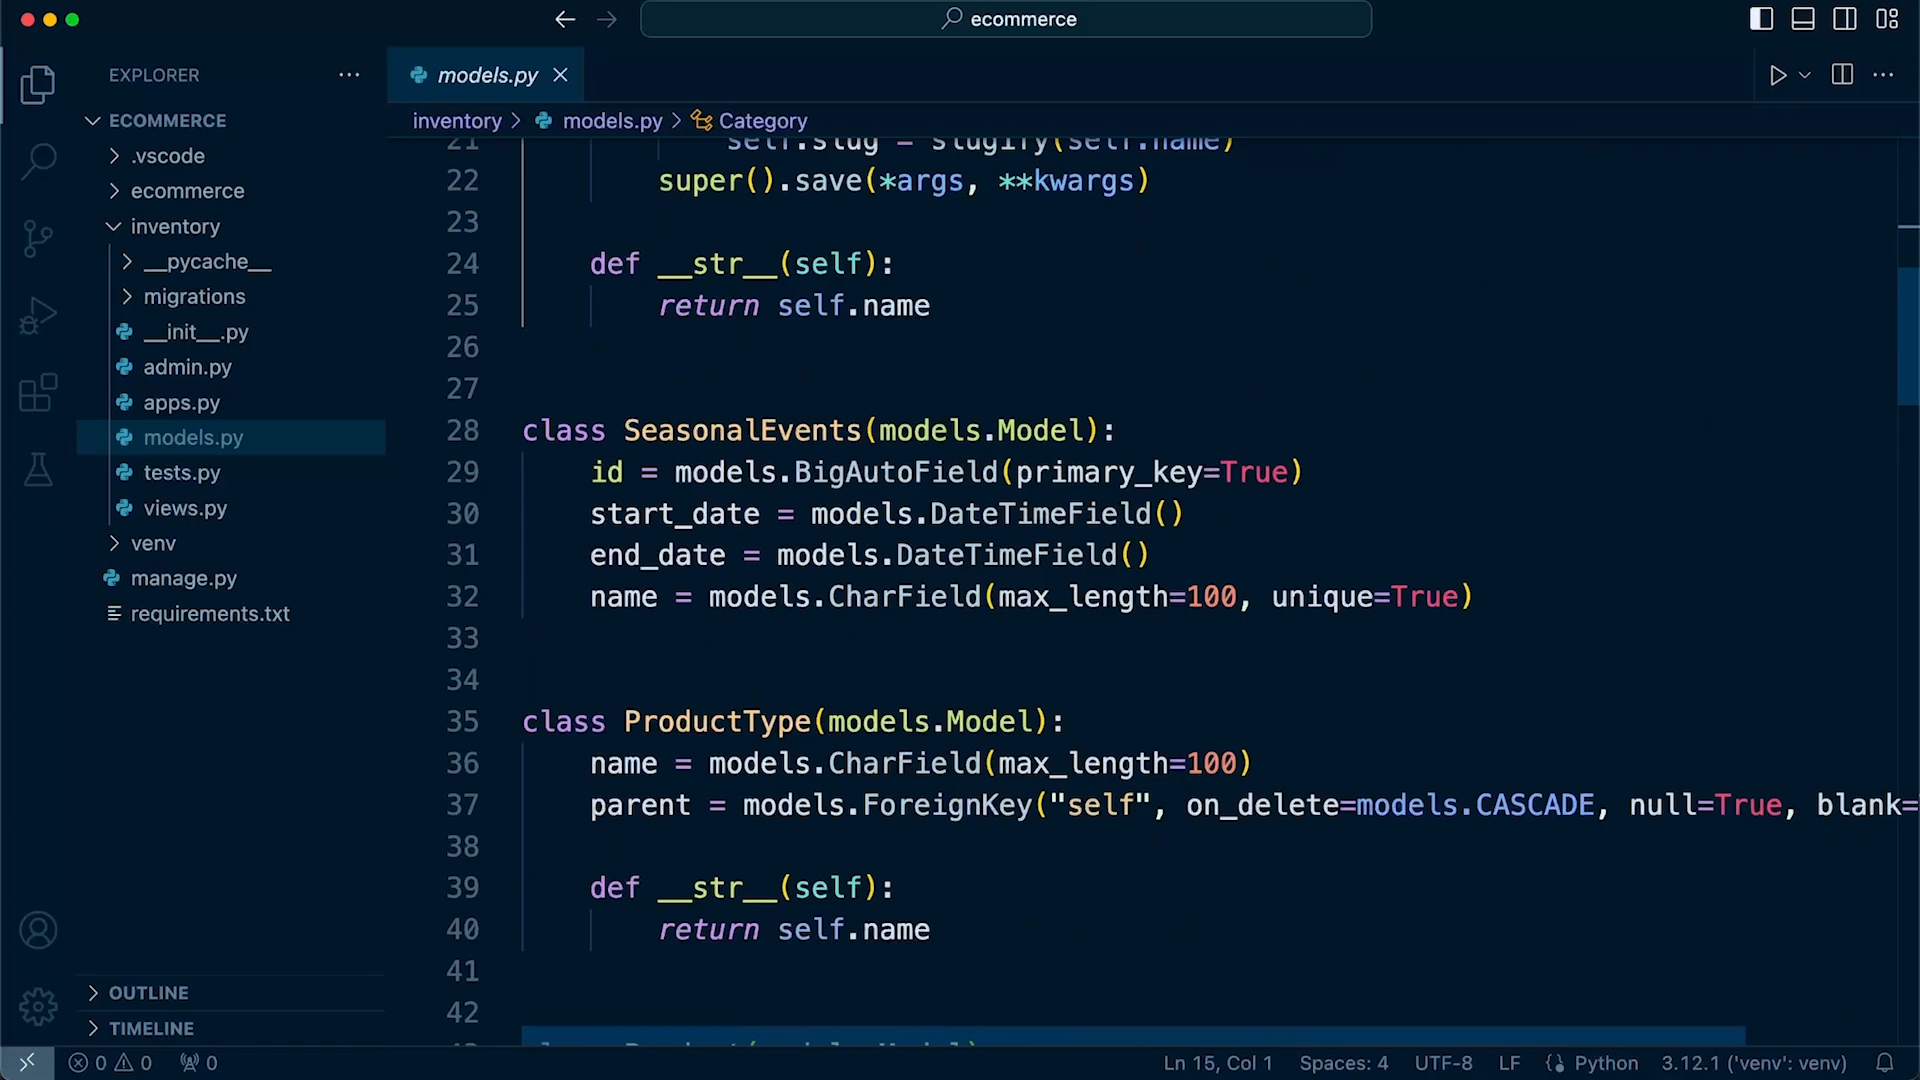 ecommerce
EXPLORER
models.py
ECOMMERCE
inventory > models.py > Category
.vscode
ecommerce
inventory
__pycache__
migrations
__init__.py
admin.py
apps.py
models.py
tests.py
views.py
venv
manage.py
requirements.txt
OUTLINE
TIMELINE
21 self.slug = slugify(self.name)
22 super().save(*args, **kwargs)
23
24 def __str__(self):
25 return self.name
26
27
28 class SeasonalEvents(models.Model):
29 id = models.BigAutoField(primary_key=True)
30 start_date = models.DateTimeField()
31 end_date = models.DateTimeField()
32 name = models.CharField(max_length=100, unique=True)
33
34
35 class ProductType(models.Model):
36 name = models.CharField(max_length=100)
37 parent = models.ForeignKey("self", on_delete=models.CASCADE, null=True, blank=
38
39 def __str__(self):
40 return self.name
41
42
0 0 0
Ln 15, Col 1 Spaces: 4 UTF-8 LF Python 3.12.1 ('venv': venv)